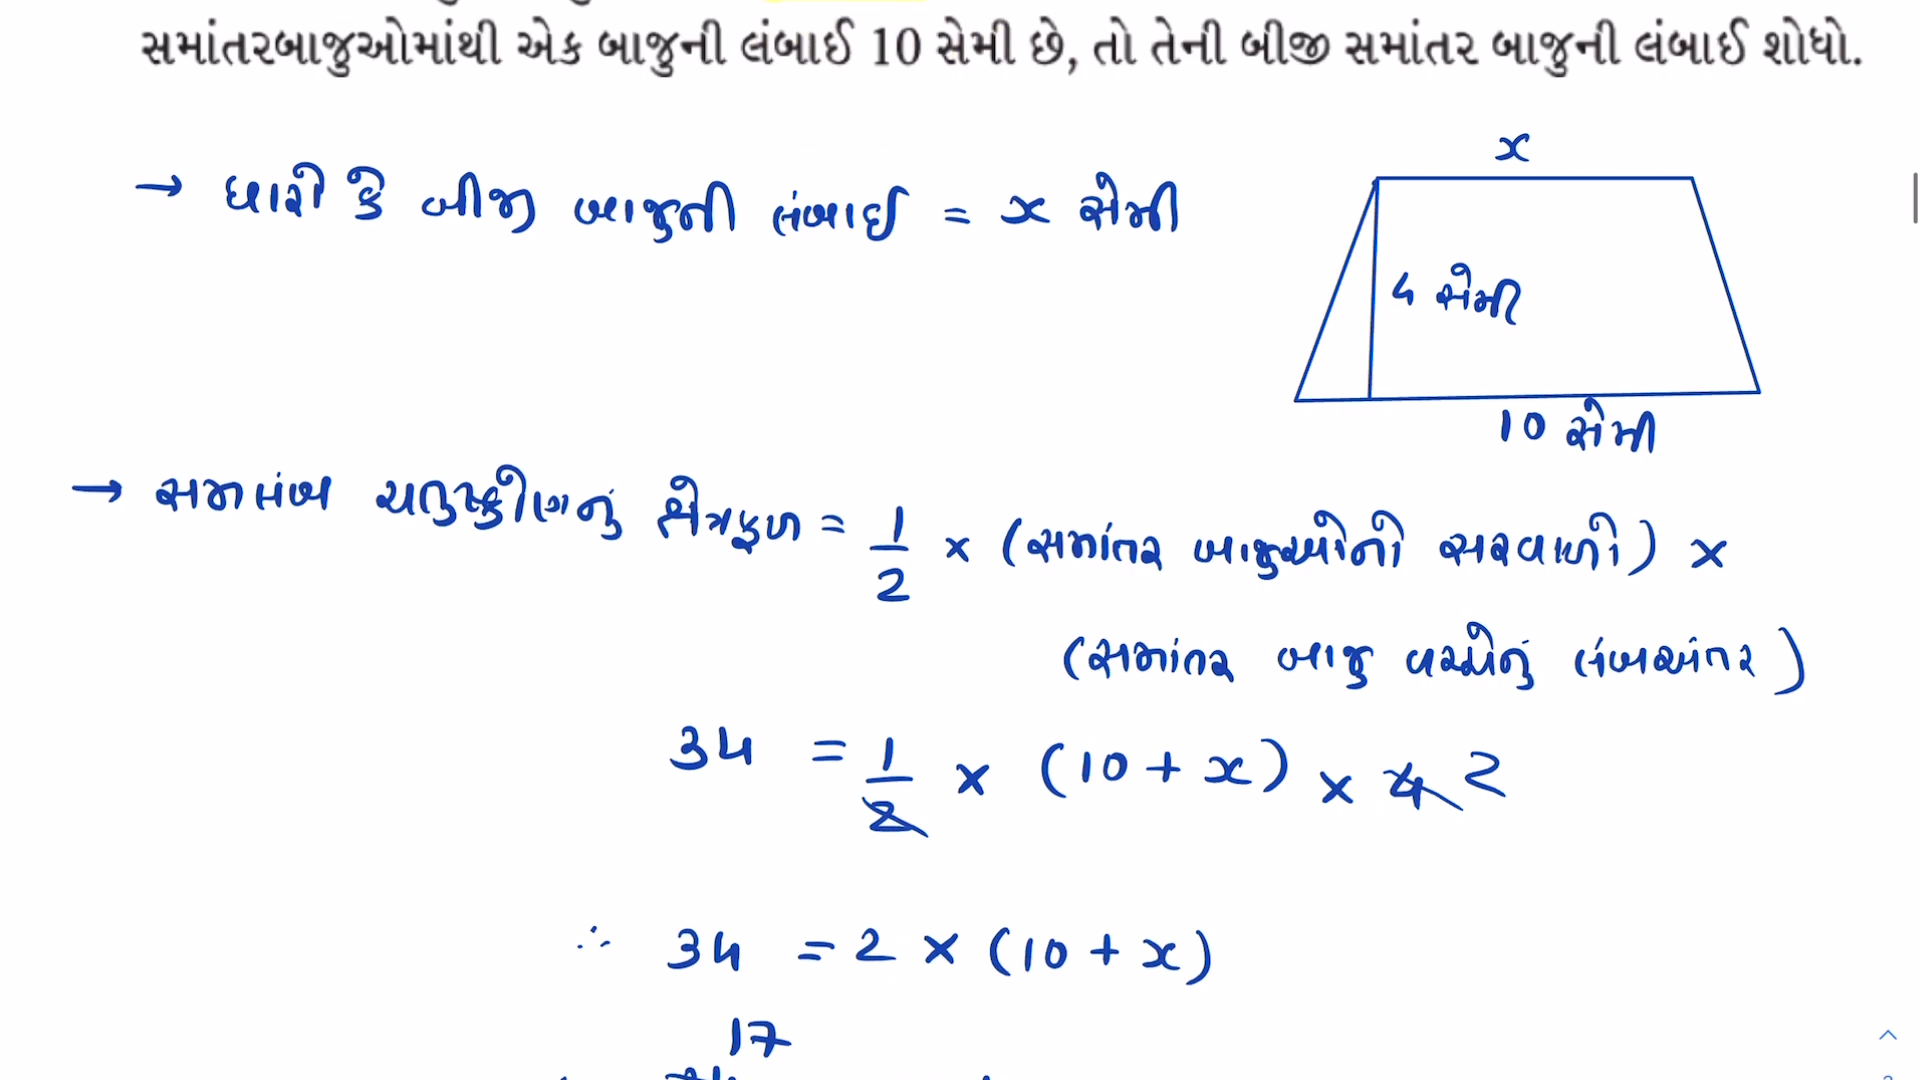 સમાંતરબાજુઓમાંથી એક બાજુની લંબાઈ 10 સેમી છે, તો તેની બીજી સમાંતર બાજુની લંબાઈ શોધો.
x
→ ધારો કે બીજી બાજુની લંબાઈ = x સેમી
4 સેમી
10 સેમી
→ સમલંબ ચતુષ્કોણનું ક્ષેત્રફળ = 1/2 × (સમાંતર બાજુઓનો સરવાળો) ×
(સમાંતર બાજુ વચ્ચેનું લંબઅંતર)
34 = 1/2 × (10 + x) × 4 2
∴ 34 = 2 × (10 + x)
17